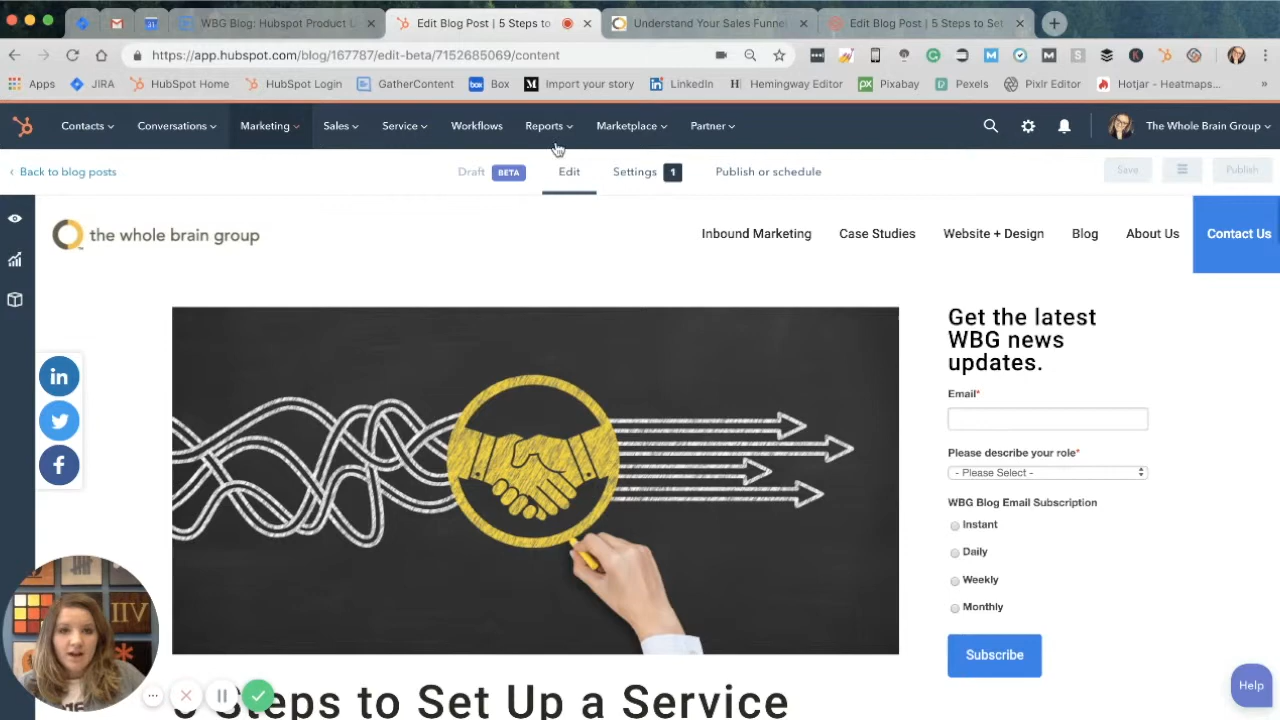 WBG Blog: Hubspot Product U
Edit Blog Post | 5 Steps to
Understand Your Sales Funne
Edit Blog Post | 5 Steps to Set
https://app.hubspot.com/blog/167787/edit-beta/7152685069/content
Apps JIRA HubSpot Home HubSpot Login GatherContent Box Import your story LinkedIn Hemingway Editor Pixabay Pexels Pixlr Editor Hotjar - Heatmaps...
Contacts Conversations Marketing Sales Service Workflows Reports Marketplace Partner The Whole Brain Group
Back to blog posts Draft BETA Edit Settings 1 Publish or schedule Save Publish
the whole brain group
Inbound Marketing Case Studies Website + Design Blog About Us Contact Us
Get the latest
WBG news
updates.
Email*
Please describe your role*
- Please Select -
WBG Blog Email Subscription
Instant
Daily
Weekly
Monthly
Subscribe
Steps to Set Up a Service
Help